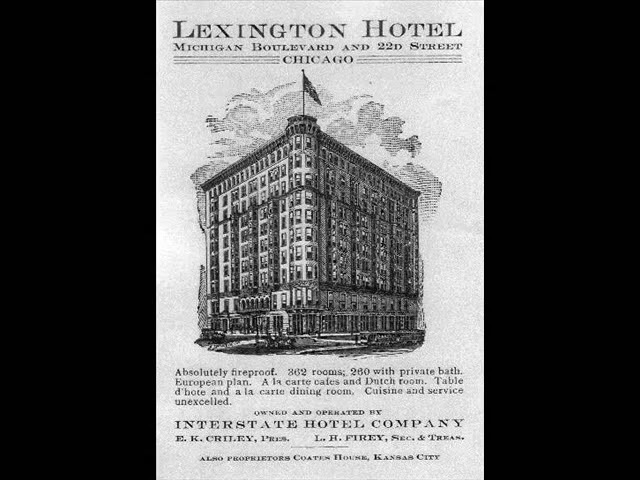 LEXINGTON HOTEL
MICHIGAN BOULEVARD AND 22D STREET
CHICAGO
Absolutely fireproof. 362 rooms; 260 with private bath.
European plan. A la carte cafes and Dutch room. Table
d'hote and a la carte dining room. Cuisine and service
unexcelled.
OWNED AND OPERATED BY
INTERSTATE HOTEL COMPANY
E. K. CRILEY, PRES. L. H. FIREY, SEC. & TREAS.
ALSO PROPRIETORS COATES HOUSE, KANSAS CITY